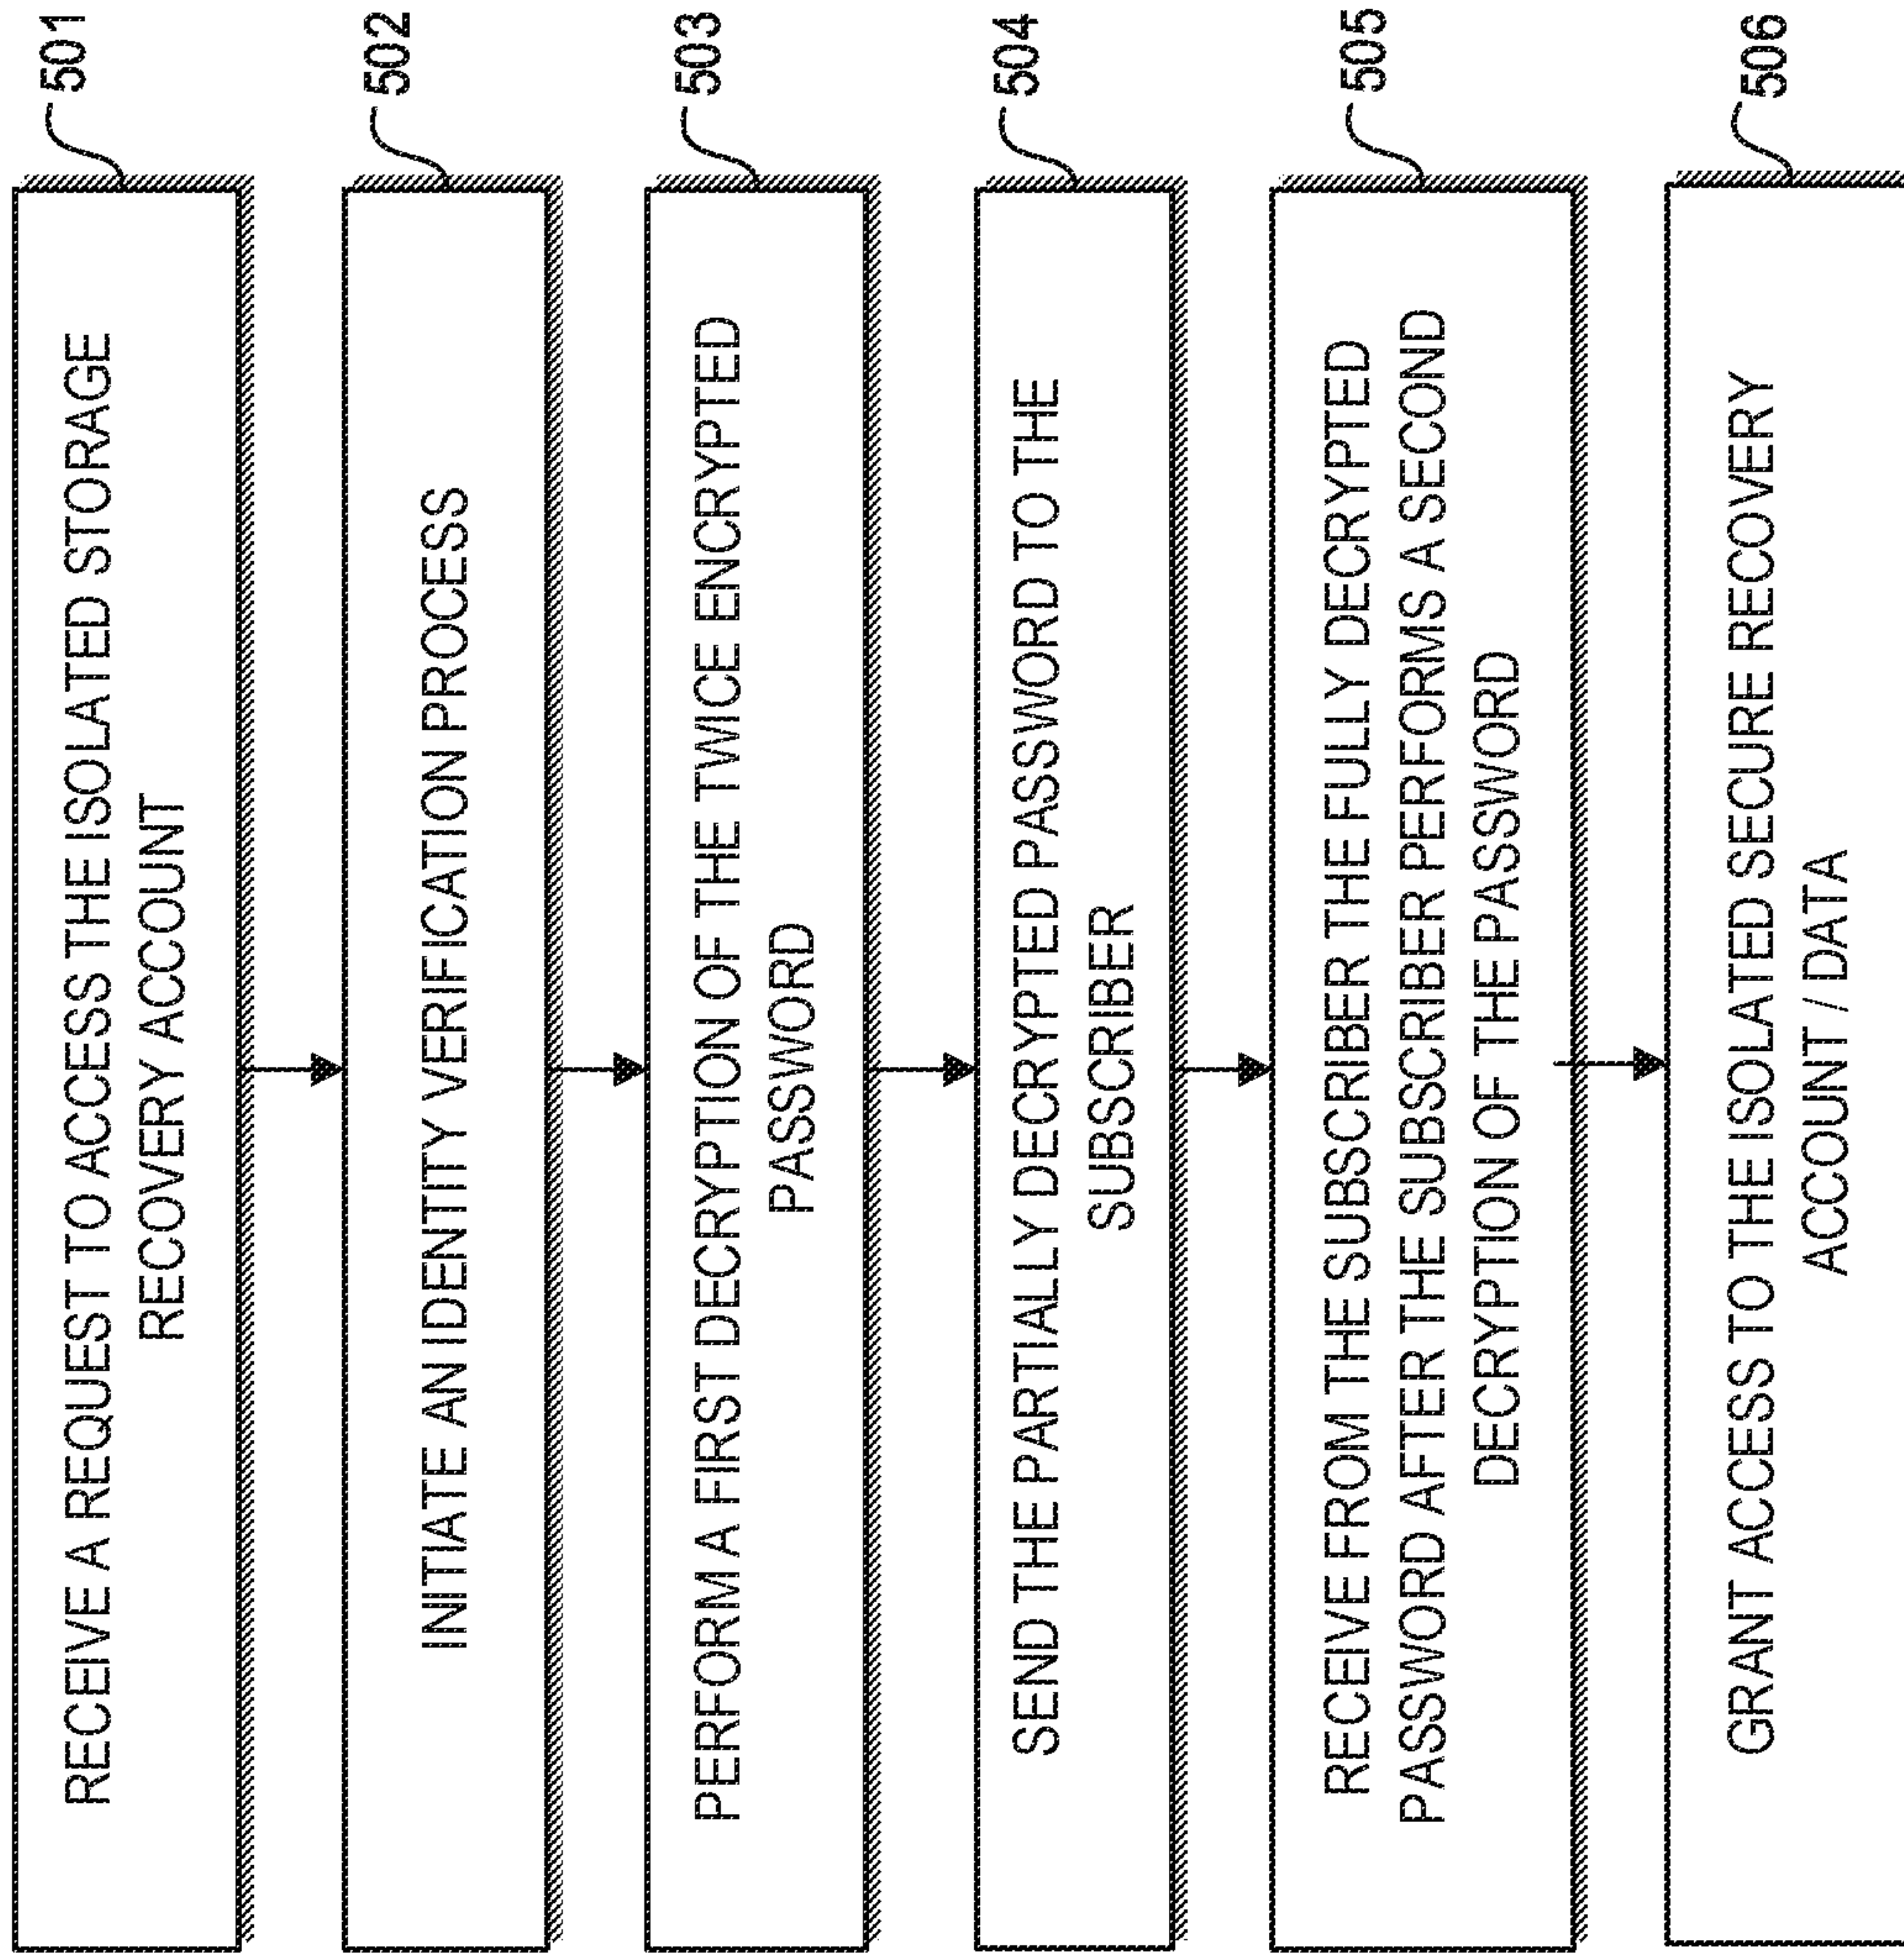 RECEIVE A REQUEST TO ACCESS THE ISOLATED STORAGE
RECOVERY ACCOUNT
501
INITIATE AN IDENTITY VERIFICATION PROCESS
502
PERFORM A FIRST DECRYPTION OF THE TWICE ENCRYPTED
PASSWORD
503
SEND THE PARTIALLY DECRYPTED PASSWORD TO THE
SUBSCRIBER
504
RECEIVE FROM THE SUBSCRIBER THE FULLY DECRYPTED
PASSWORD AFTER THE SUBSCRIBER PERFORMS A SECOND
DECRYPTION OF THE PASSWORD
505
GRANT ACCESS TO THE ISOLATED SECURE RECOVERY
ACCOUNT / DATA
506